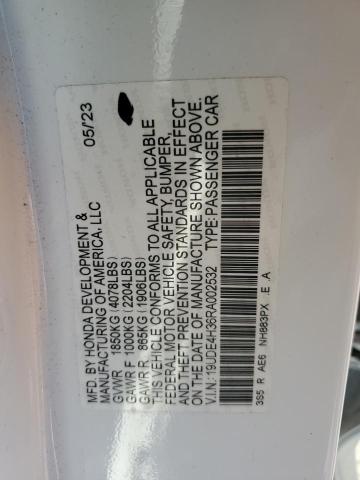 MFD. BY HONDA DEVELOPMENT & 05/23
MANUFACTURING OF AMERICA, LLC
GVWR 1850KG (4078LBS)
GAWR F 1000KG (2204LBS)
GAWR R 865KG (1906LBS)
THIS VEHICLE CONFORMS TO ALL APPLICABLE
FEDERAL MOTOR VEHICLE SAFETY, BUMPER,
AND THEFT PREVENTION STANDARDS IN EFFECT
ON THE DATE OF MANUFACTURE SHOWN ABOVE.
V.I.N: 19UDE4H36RA002532 TYPE: PASSENGER CAR
3S5 R AE6 NH883PX E A